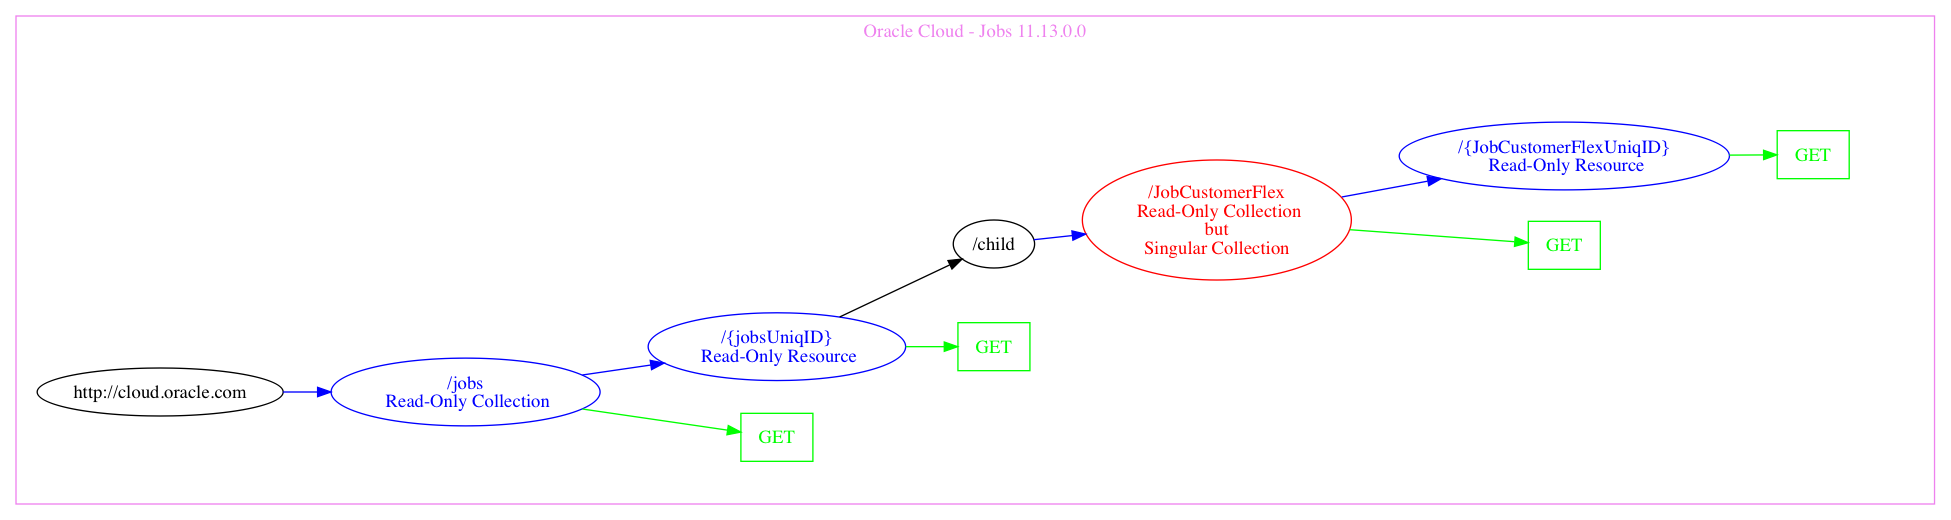 Oracle Cloud - Jobs 11.13.0.0
/{JobCustomerFlexUniqID}
Read-Only Resource
GET
/JobCustomerFlex
Read-Only Collection
but
Singular Collection
GET
/child
/{jobsUniqID}
Read-Only Resource
GET
http://cloud.oracle.com
/jobs
Read-Only Collection
GET